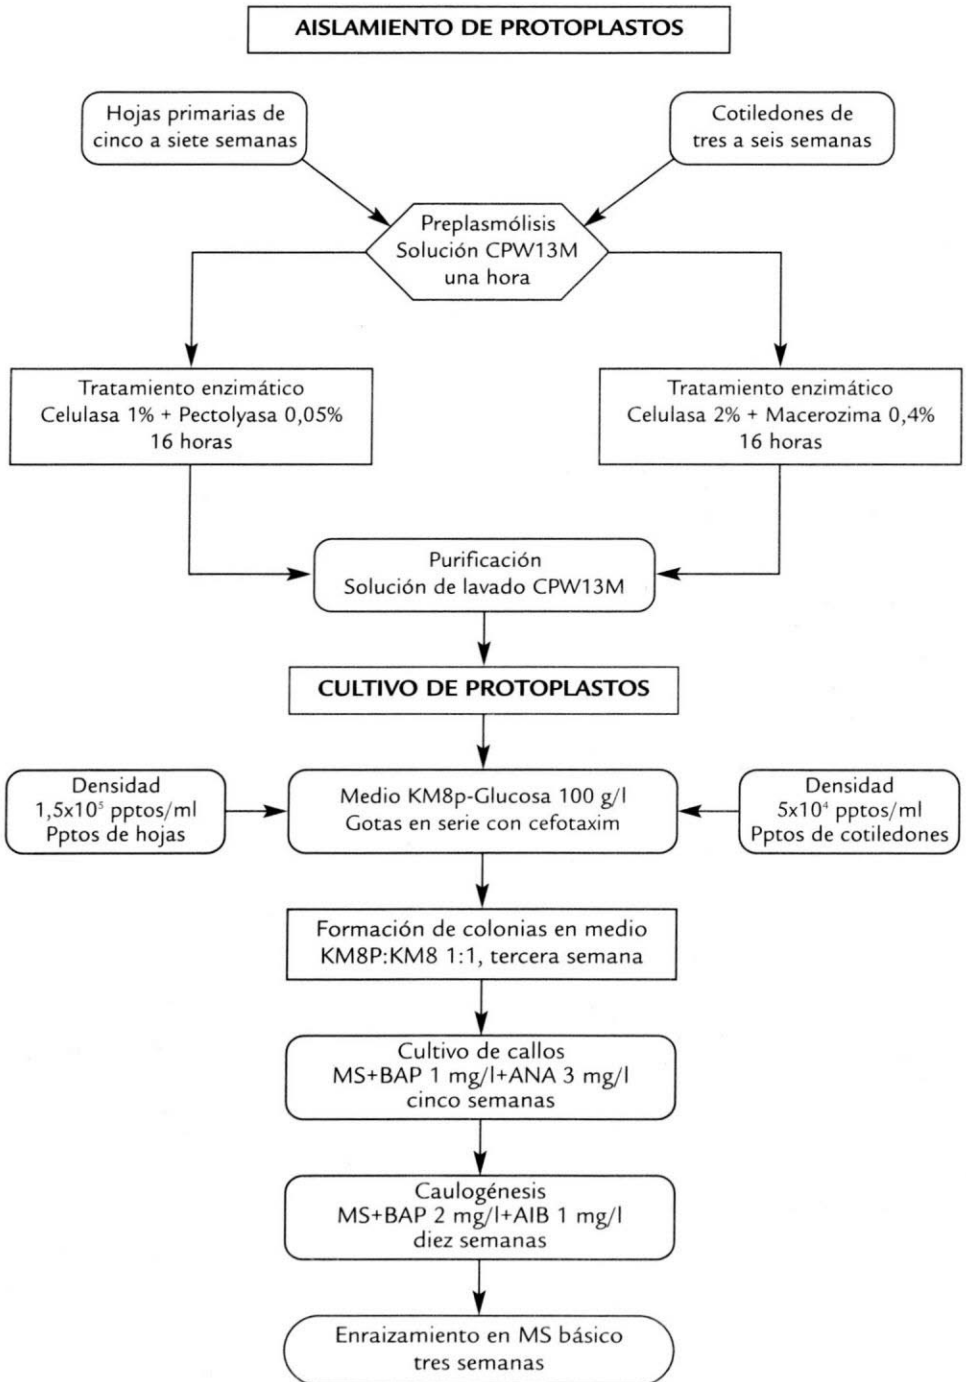 AISLAMIENTO DE PROTOPLASTOS
Hojas primarias de
cinco a siete semanas
Cotiledones de
tres a seis semanas
Preplasmólisis
Solución CPW13M
una hora
Tratamiento enzimático
Celulasa 1% + Pectolyasa 0,05%
16 horas
Tratamiento enzimático
Celulasa 2% + Macerozima 0,4%
16 horas
Purificación
Solución de lavado CPW13M
CULTIVO DE PROTOPLASTOS
Densidad
1,5x10⁵ pptos/ml
Pptos de hojas
Medio KM8p-Glucosa 100 g/l
Gotas en serie con cefotaxim
Densidad
5x10⁴ pptos/ml
Pptos de cotiledones
Formación de colonias en medio
KM8P:KM8 1:1, tercera semana
Cultivo de callos
MS+BAP 1 mg/l+ANA 3 mg/l
cinco semanas
Caulogénesis
MS+BAP 2 mg/l+AIB 1 mg/l
diez semanas
Enraizamiento en MS básico
tres semanas